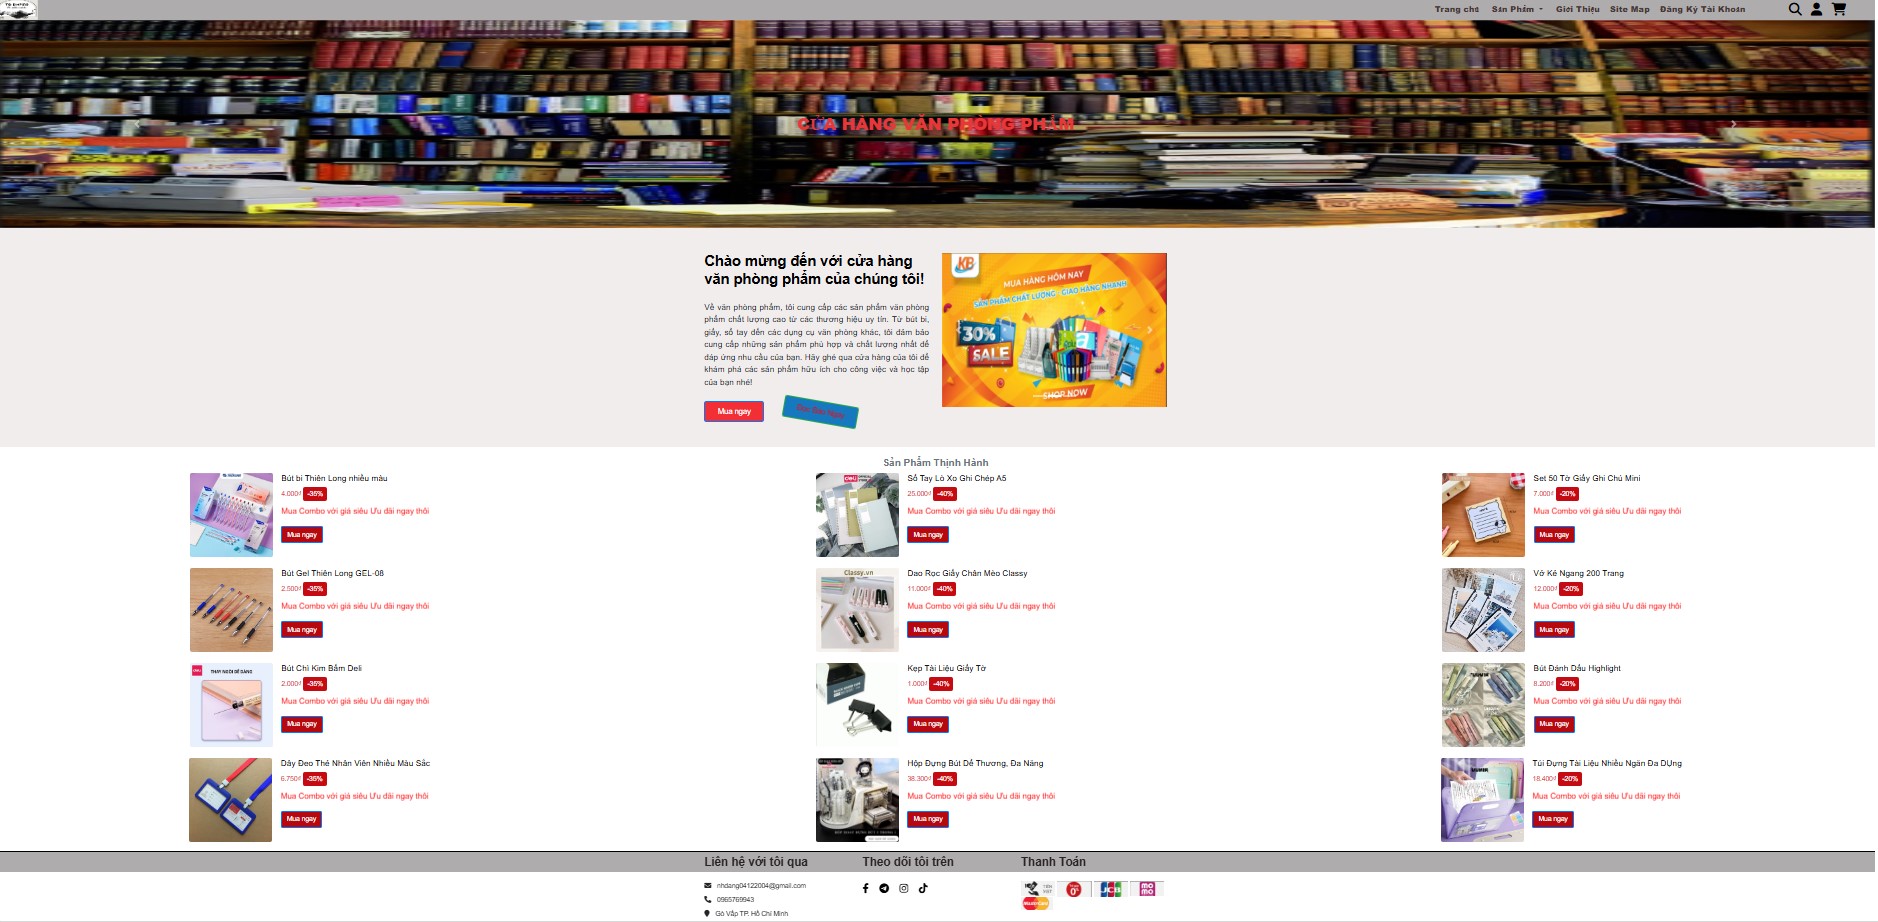 Trang chủ Sản Phẩm Giới Thiệu Site Map Đăng Ký Tài Khoản
CỬA HÀNG VĂN PHÒNG PHẨM
Chào mừng đến với cửa hàng
văn phòng phẩm của chúng tôi!
Về văn phòng phẩm, tôi cung cấp các sản phẩm văn phòng
phẩm chất lượng cao từ các thương hiệu uy tín. Từ bút bi,
giấy, sổ tay đến các dụng cụ văn phòng khác, tôi đảm bảo
cung cấp những sản phẩm phù hợp và chất lượng nhất để
đáp ứng nhu cầu của bạn. Hãy ghé qua cửa hàng của tôi để
khám phá các sản phẩm hữu ích cho công việc và học tập
của bạn nhé!
Mua ngay
KB
MUA HÀNG HÔM NAY
SẢN PHẨM CHẤT LƯỢNG GIAO HÀNG NHANH
30%
SALE
SHOP NOW
Sản Phẩm Thịnh Hành
Bút bi Thiên Long nhiều màu
4.000₫ -35%
Mua Combo với giá siêu Ưu đãi ngay thôi
Mua ngay
Sổ Tay Lò Xo Ghi Chép A5
25.000₫ -40%
Mua Combo với giá siêu Ưu đãi ngay thôi
Mua ngay
Set 50 Tờ Giấy Ghi Chú Mini
7.000₫ -20%
Mua Combo với giá siêu Ưu đãi ngay thôi
Mua ngay
Bút Gel Thiên Long GEL-08
2.500₫ -35%
Mua Combo với giá siêu Ưu đãi ngay thôi
Mua ngay
Classy.vn
Dao Rọc Giấy Chân Mèo Classy
11.000₫ -40%
Mua Combo với giá siêu Ưu đãi ngay thôi
Mua ngay
Vở Kẻ Ngang 200 Trang
12.000₫ -20%
Mua Combo với giá siêu Ưu đãi ngay thôi
Mua ngay
THAY NGÒI DỄ DÀNG
Bút Chì Kim Bấm Deli
2.000₫ -35%
Mua Combo với giá siêu Ưu đãi ngay thôi
Mua ngay
Kẹp Tài Liệu Giấy Tờ
1.000₫ -40%
Mua Combo với giá siêu Ưu đãi ngay thôi
Mua ngay
Bút Đánh Dấu Highlight
8.200₫ -20%
Mua Combo với giá siêu Ưu đãi ngay thôi
Mua ngay
Dây Đeo Thẻ Nhân Viên Nhiều Màu Sắc
6.750₫ -35%
Mua Combo với giá siêu Ưu đãi ngay thôi
Mua ngay
Hộp Đựng Bút Dể Thương, Đa Năng
38.300₫ -40%
Mua Combo với giá siêu Ưu đãi ngay thôi
Mua ngay
Túi Đựng Tài Liệu Nhiều Ngăn Đa DỤng
18.400₫ -20%
Mua Combo với giá siêu Ưu đãi ngay thôi
Mua ngay
Liên hệ với tôi qua
nhdang04122004@gmail.com
0965769943
Gò Vấp TP. Hồ Chí Minh
Theo dõi tôi trên
Thanh Toán
0%
JCB
MOMO
MasterCard